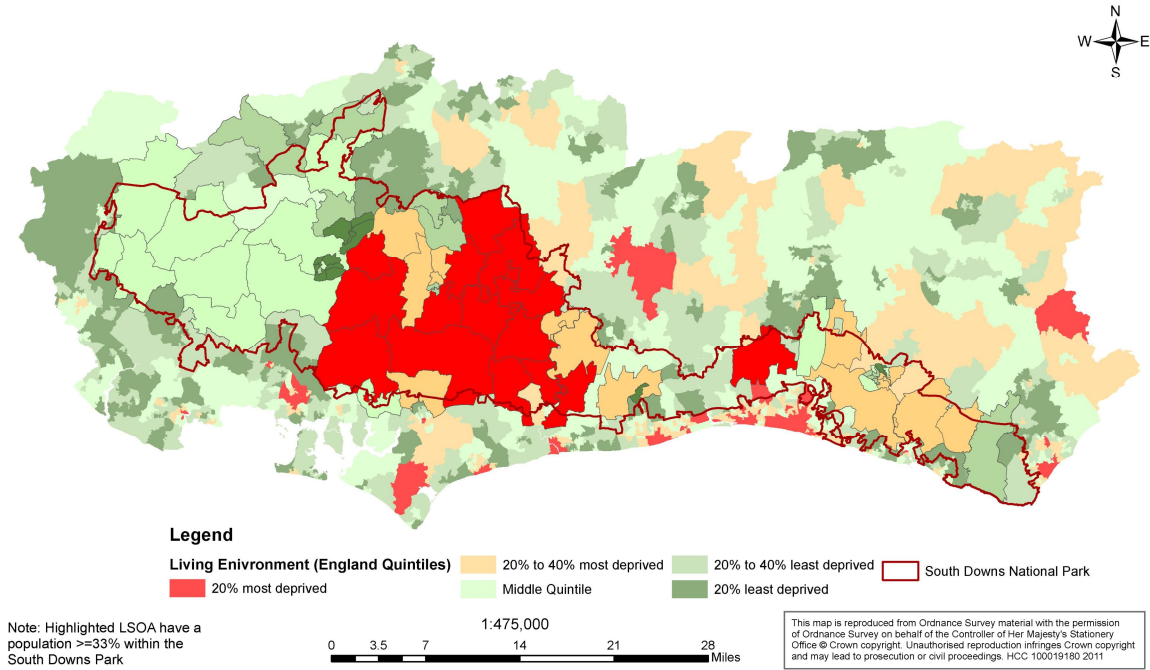 N
W E
S
Legend
Living Enivronment (England Quintiles)
20% most deprived
20% to 40% most deprived
Middle Quintile
20% to 40% least deprived
20% least deprived
South Downs National Park
Note: Highlighted LSOA have a
population >=33% within the
South Downs Park
1:475,000
0 3.5 7 14 21 28
Miles
This map is reproduced from Ordnance Survey material with the permission
of Ordnance Survey on behalf of the Controller of Her Majesty's Stationery
Office © Crown copyright. Unauthorised reproduction infringes Crown copyright
and may lead to prosecution or civil proceedings. HCC 100019180 2011